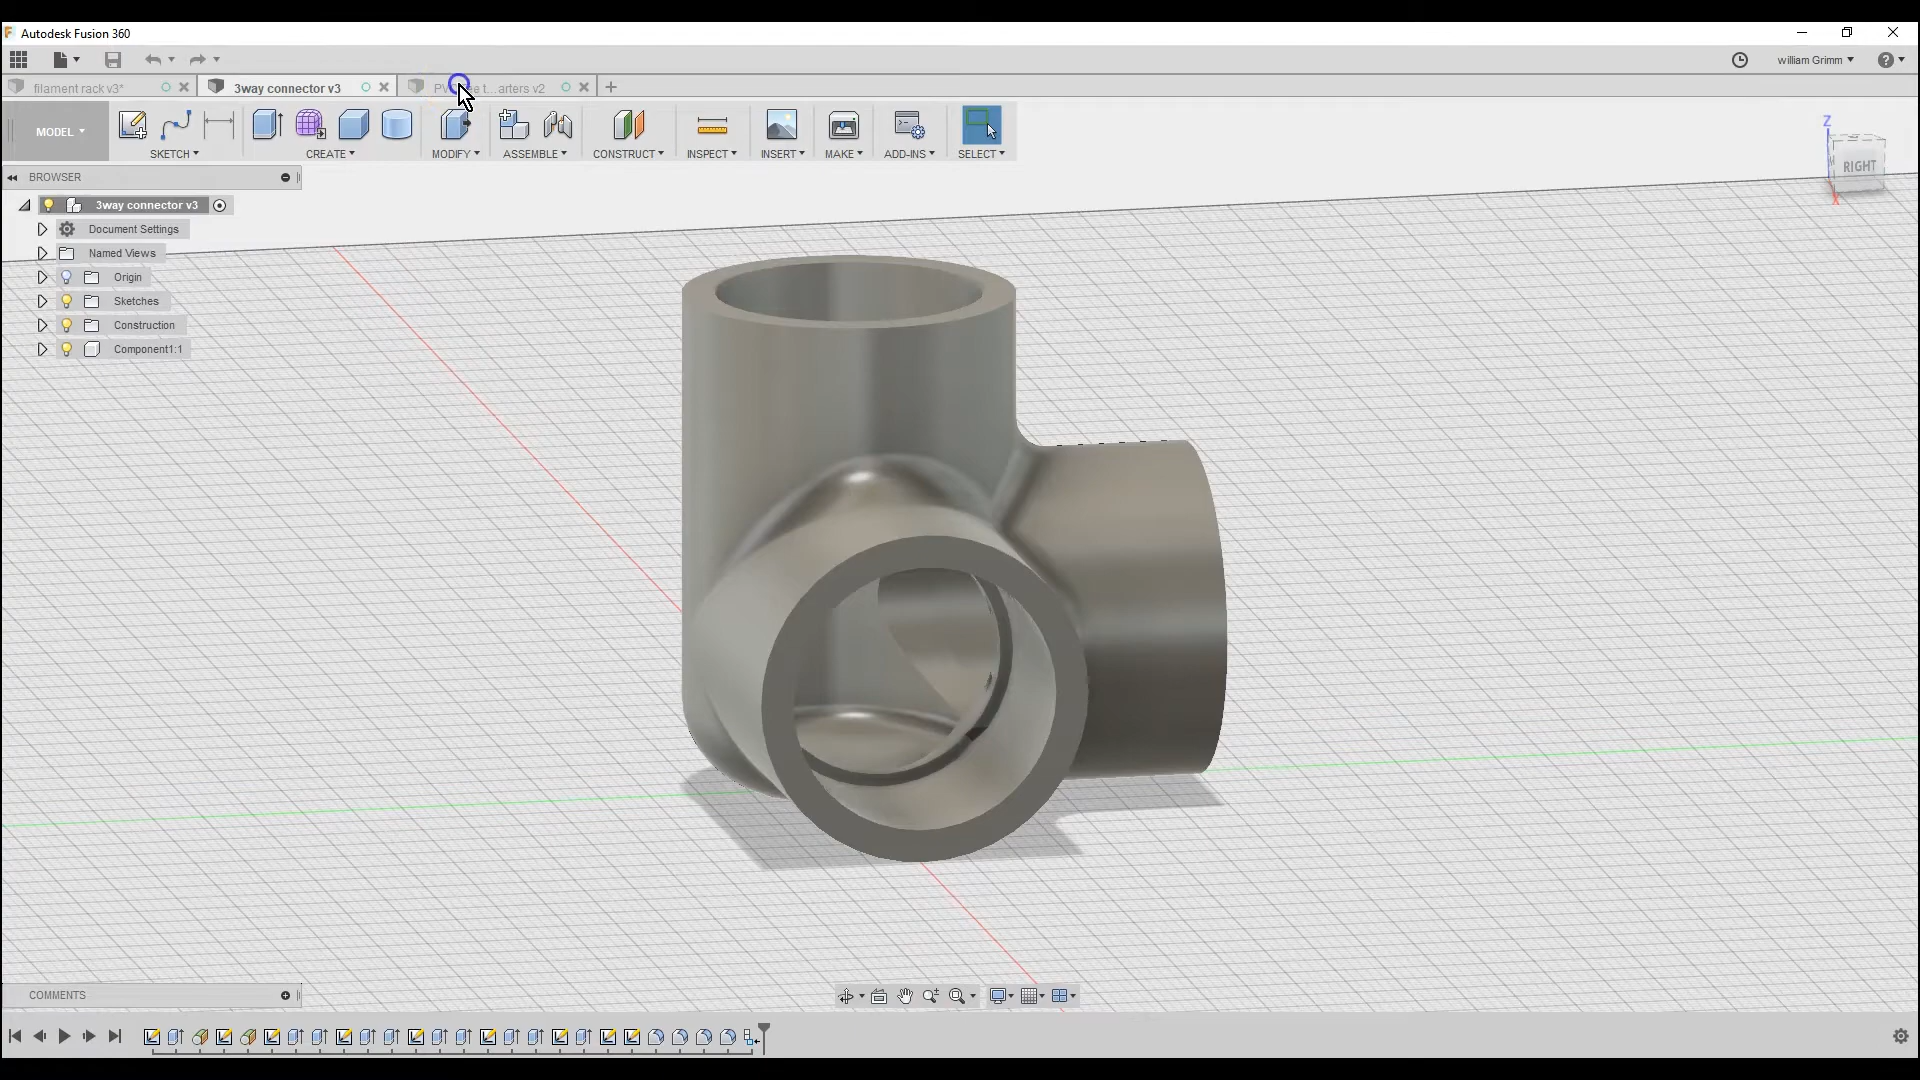 Autodesk Fusion 360
william Grimm
filament rack v3*
3way connector v3
arters v2
MODEL
SKETCH
CREATE
MODIFY
ASSEMBLE
CONSTRUCT
INSPECT
INSERT
MAKE
ADD-INS
SELECT
Z
RIGHT
X
BROWSER
3way connector v3
Document Settings
Named Views
Origin
Sketches
Construction
Component1:1
COMMENTS